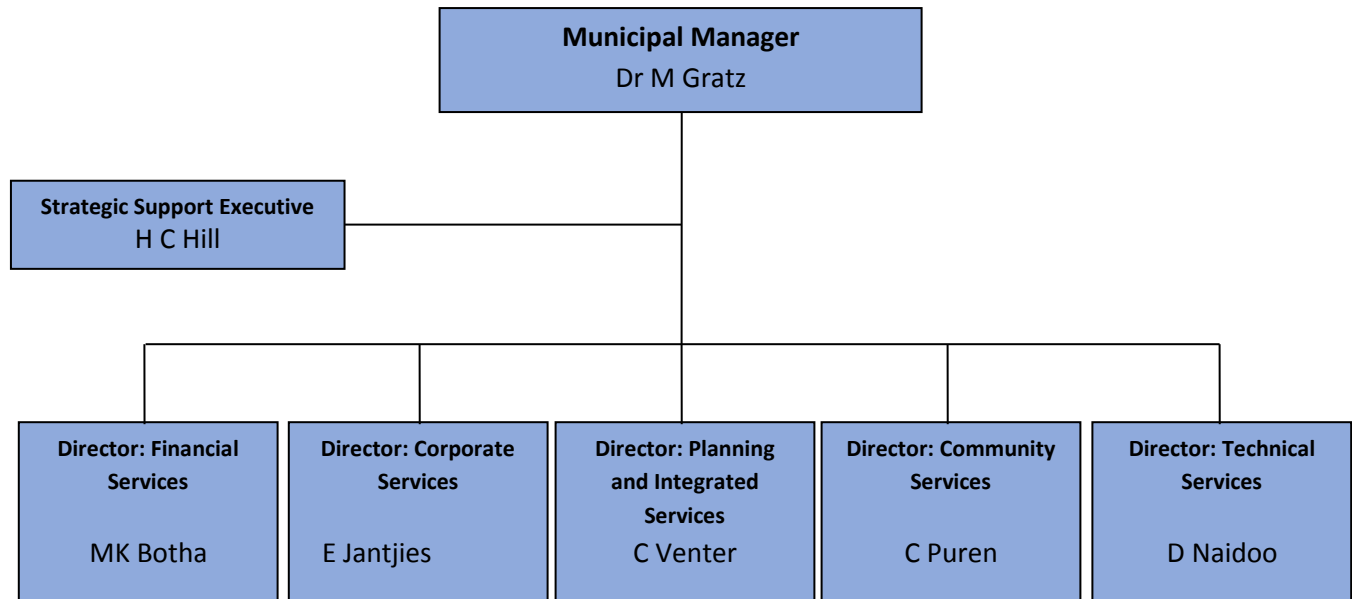 Municipal Manager
Dr M Gratz
Strategic Support Executive
H C Hill
Director: Financial
Services
MK Botha
Director: Corporate
Services
E Jantjies
Director: Planning
and Integrated
Services
C Venter
Director: Community
Services
C Puren
Director: Technical
Services
D Naidoo